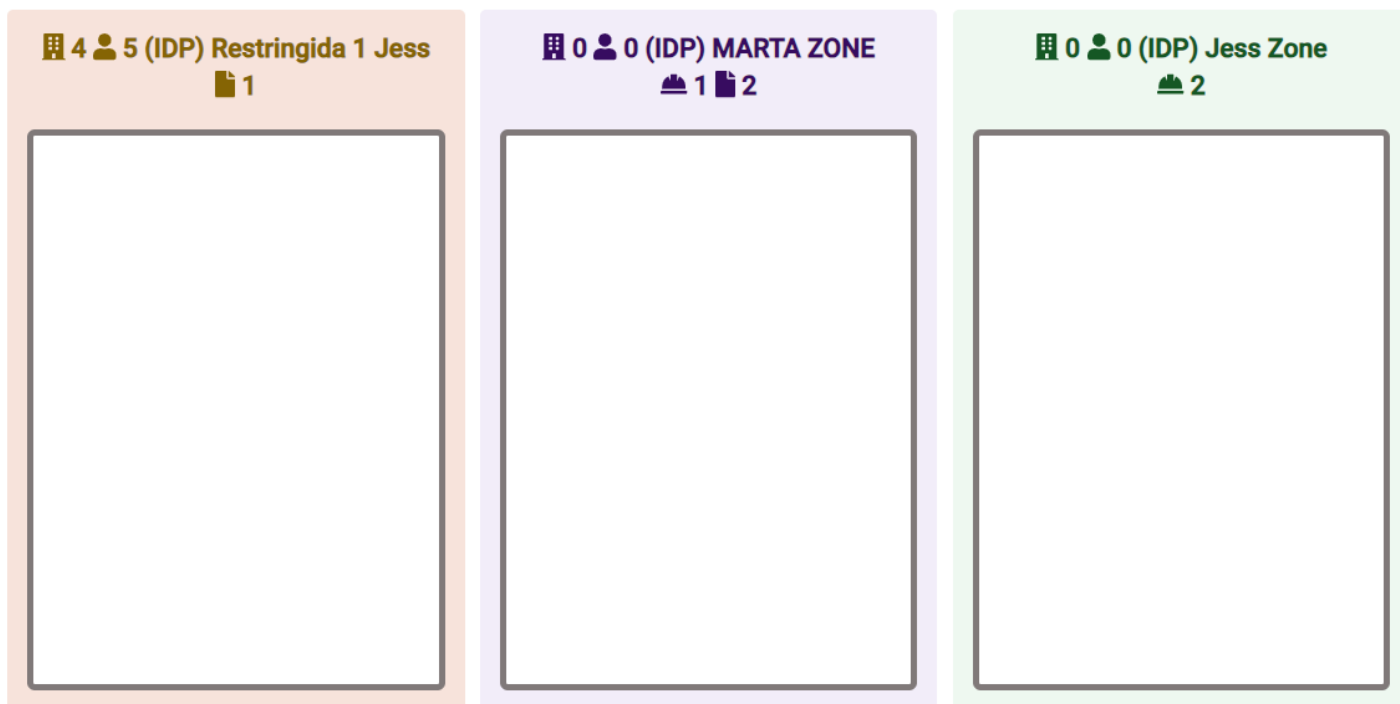 4 5 (IDP) Restringida 1 Jess
1
0 0 (IDP) MARTA ZONE
1 2
0 0 (IDP) Jess Zone
2